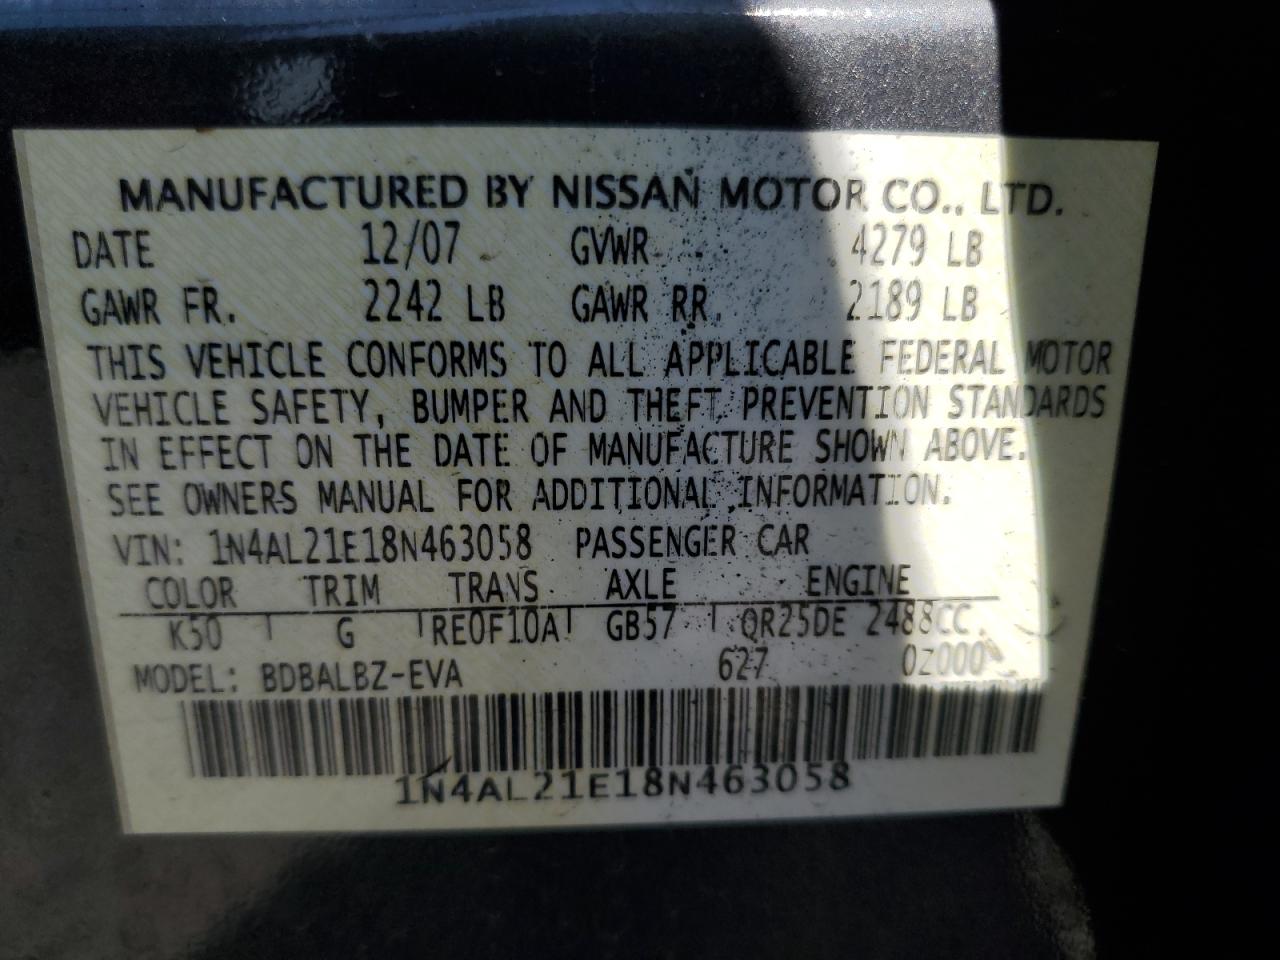 MANUFACTURED BY NISSAN MOTOR CO., LTD.
DATE 12/07 GVWR 4279 LB
GAWR FR. 2242 LB GAWR RR. 2189 LB
THIS VEHICLE CONFORMS TO ALL APPLICABLE FEDERAL MOTOR
VEHICLE SAFETY, BUMPER AND THEFT PREVENTION STANDARDS
IN EFFECT ON THE DATE OF MANUFACTURE SHOWN ABOVE.
SEE OWNERS MANUAL FOR ADDITIONAL INFORMATION.
VIN: 1N4AL21E18N463058 PASSENGER CAR
COLOR TRIM TRANS AXLE ENGINE
K50 G RE0F10A GB57 QR25DE 2488CC
MODEL: BDBALBZ-EVA 627 0Z000
1N4AL21E18N463058